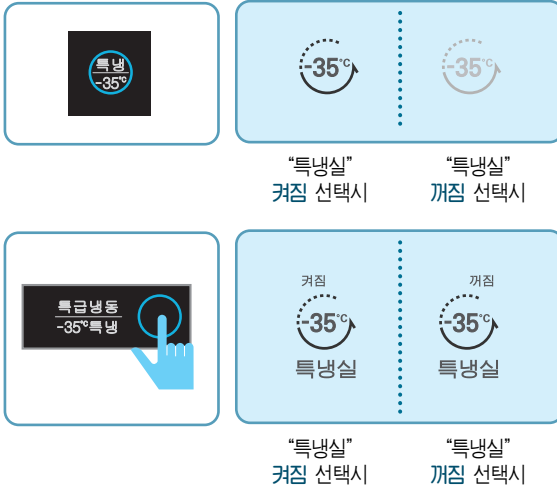 특냉
-35℃
-35℃
-35℃
“특냉실”
켜짐 선택시
“특냉실”
꺼짐 선택시
특급냉동
-35℃특냉
켜짐
-35℃
특냉실
꺼짐
-35℃
특냉실
“특냉실”
켜짐 선택시
“특냉실”
꺼짐 선택시